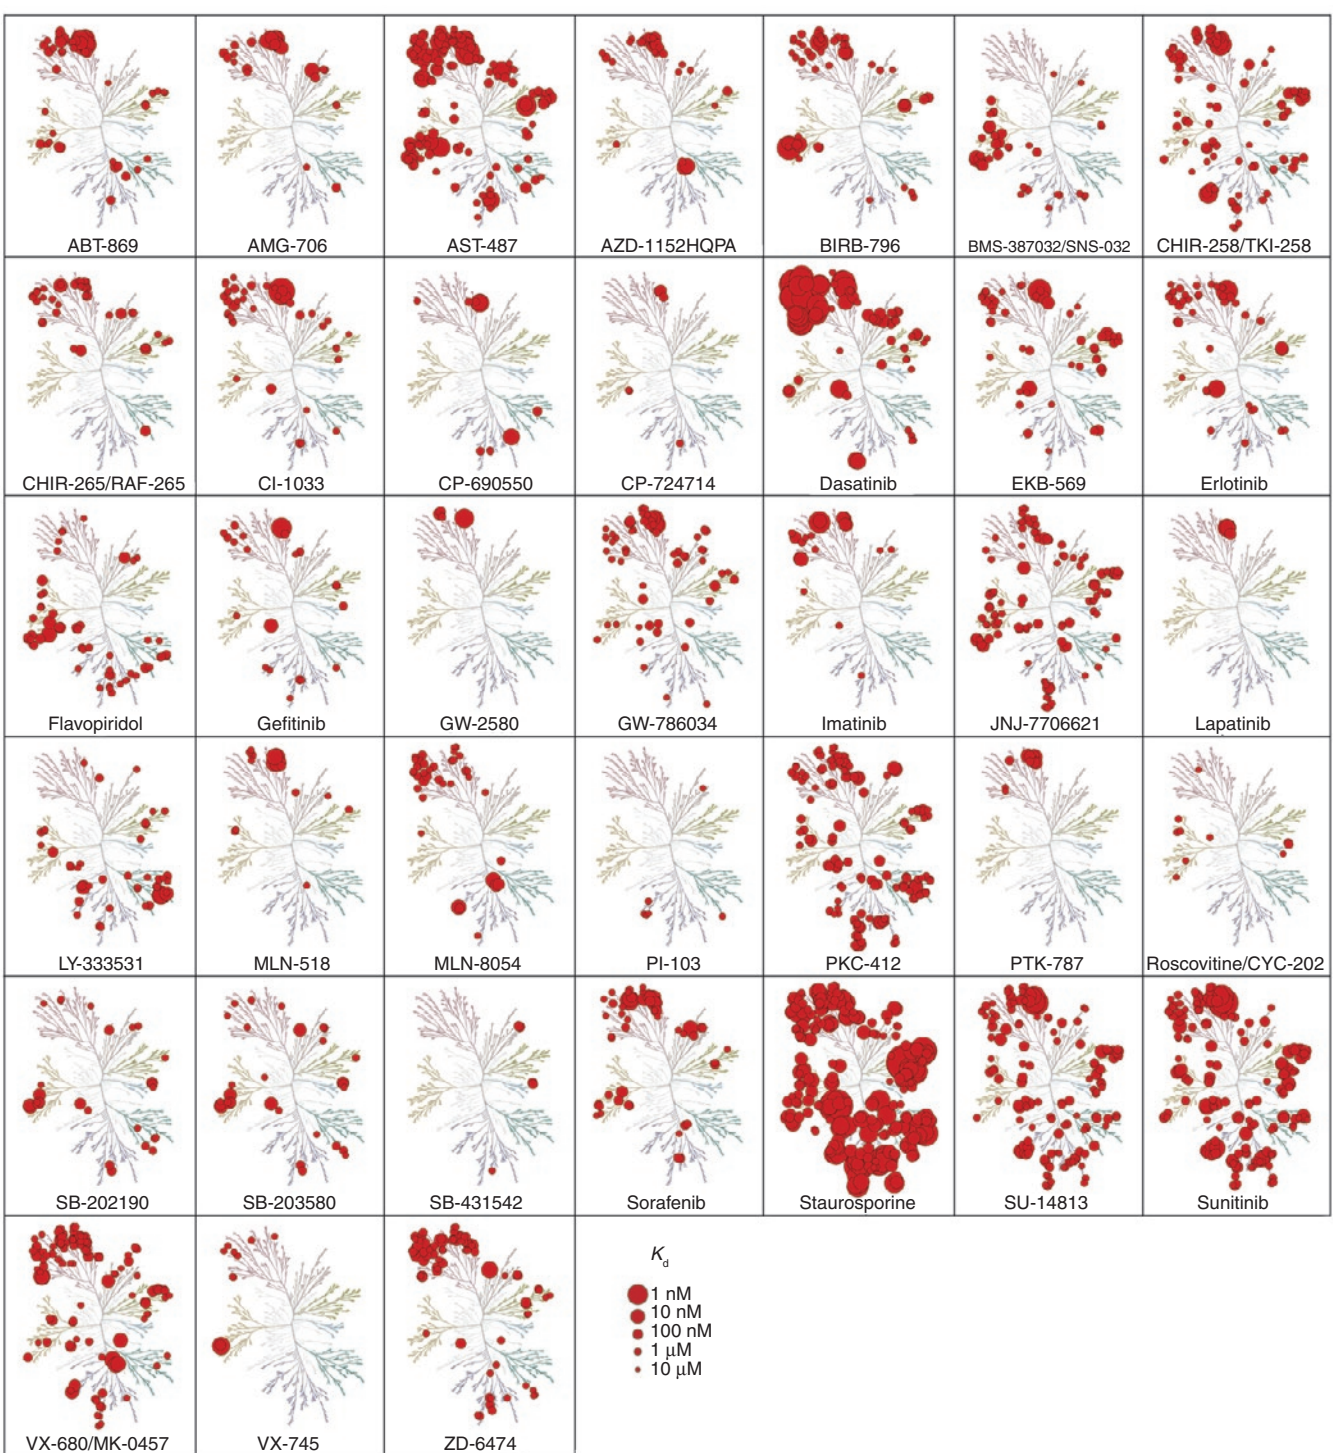 ABT-869 AMG-706 AST-487 AZD-1152HQPA BIRB-796 BMS-387032/SNS-032 CHIR-258/TKI-258
CHIR-265/RAF-265 CI-1033 CP-690550 CP-724714 Dasatinib EKB-569 Erlotinib
Flavopiridol Gefitinib GW-2580 GW-786034 Imatinib JNJ-7706621 Lapatinib
LY-333531 MLN-518 MLN-8054 PI-103 PKC-412 PTK-787 Roscovitine/CYC-202
SB-202190 SB-203580 SB-431542 Sorafenib Staurosporine SU-14813 Sunitinib
Kd
1 nM
10 nM
100 nM
1 µM
10 µM
VX-680/MK-0457 VX-745 ZD-6474